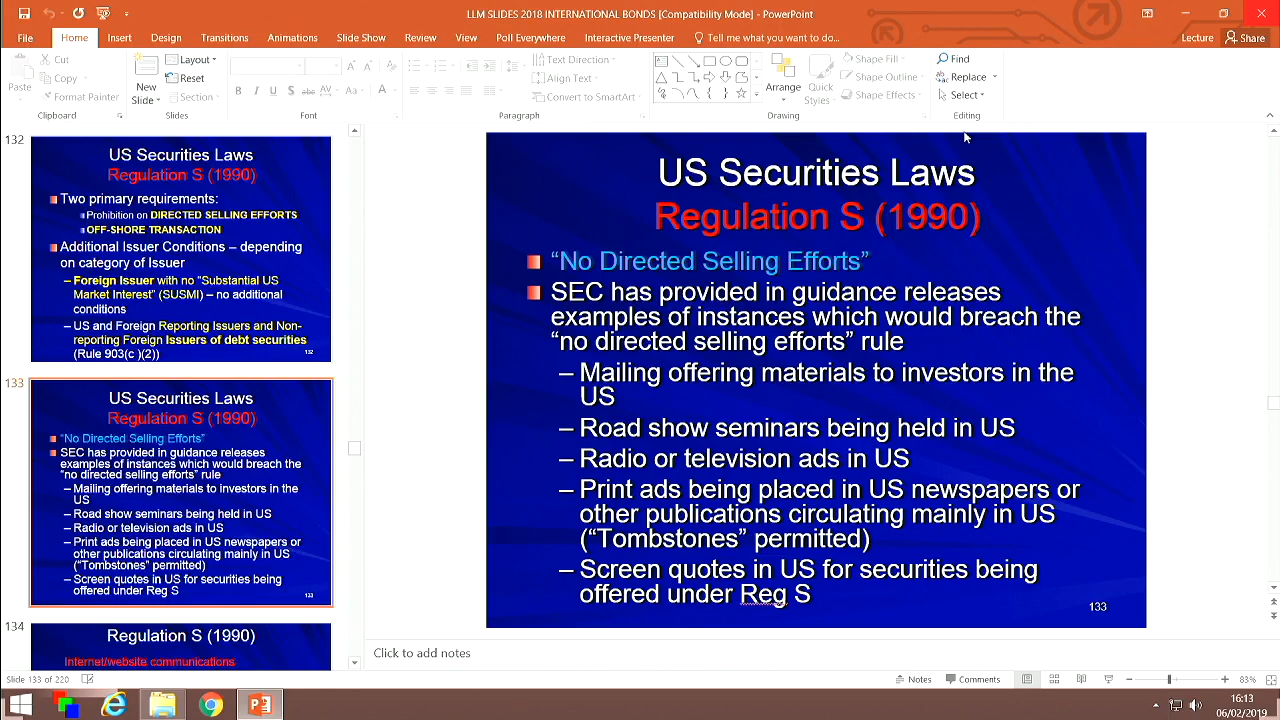 LLM SLIDES 2018 INTERNATIONAL BONDS [Compatibility Mode] - PowerPoint
File Home Insert Design Transitions Animations Slide Show Review View Poll Everywhere Interactive Presenter Tell me what you want to do... Lecture Share
Paste
Cut
Copy
Format Painter
Clipboard
New Slide
Layout
Reset
Section
Slides
B I U S abc AV Aa A
Font
Text Direction
Align Text
Convert to SmartArt
Paragraph
Arrange
Quick Styles
Shape Fill
Shape Outline
Shape Effects
Drawing
Find
Replace
Select
Editing
132
US Securities Laws
Regulation S (1990)
Two primary requirements:
Prohibition on DIRECTED SELLING EFFORTS
OFF-SHORE TRANSACTION
Additional Issuer Conditions – depending
on category of Issuer
– Foreign Issuer with no "Substantial US
Market Interest" (SUSMI) – no additional
conditions
– US and Foreign Reporting Issuers and Non-
reporting Foreign Issuers of debt securities
(Rule 903(c )(2))
132
133
US Securities Laws
Regulation S (1990)
"No Directed Selling Efforts"
SEC has provided in guidance releases
examples of instances which would breach the
"no directed selling efforts" rule
– Mailing offering materials to investors in the
US
– Road show seminars being held in US
– Radio or television ads in US
– Print ads being placed in US newspapers or
other publications circulating mainly in US
("Tombstones" permitted)
– Screen quotes in US for securities being
offered under Reg S
133
134
Regulation S (1990)
Internet/website communications
US Securities Laws
Regulation S (1990)
“No Directed Selling Efforts”
SEC has provided in guidance releases
examples of instances which would breach the
“no directed selling efforts” rule
– Mailing offering materials to investors in the
US
– Road show seminars being held in US
– Radio or television ads in US
– Print ads being placed in US newspapers or
other publications circulating mainly in US
(“Tombstones” permitted)
– Screen quotes in US for securities being
offered under Reg S
133
Click to add notes
Slide 133 of 220 Notes Comments 83%
16:13
06/02/2019